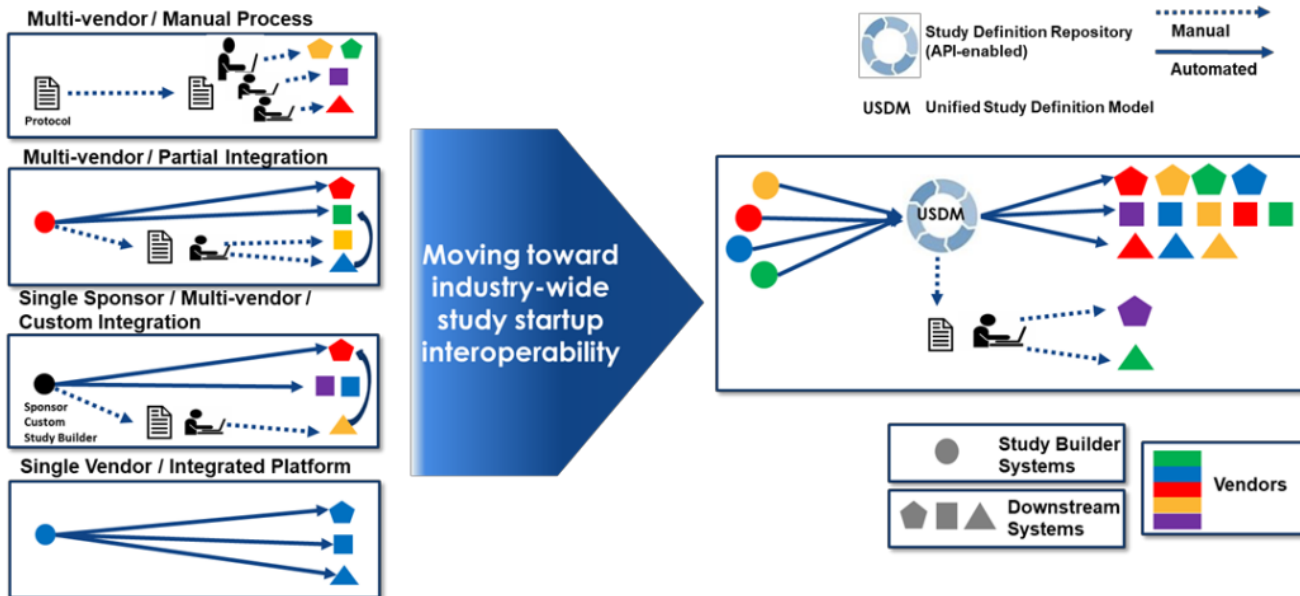 Multi-vendor / Manual Process
Protocol
Multi-vendor / Partial Integration
Single Sponsor / Multi-vendor /
Custom Integration
Sponsor
Custom
Study Builder
Single Vendor / Integrated Platform
Moving toward
industry-wide
study startup
interoperability
Study Definition Repository
(API-enabled)
USDM Unified Study Definition Model
Manual
Automated
USDM
Study Builder
Systems
Downstream
Systems
Vendors